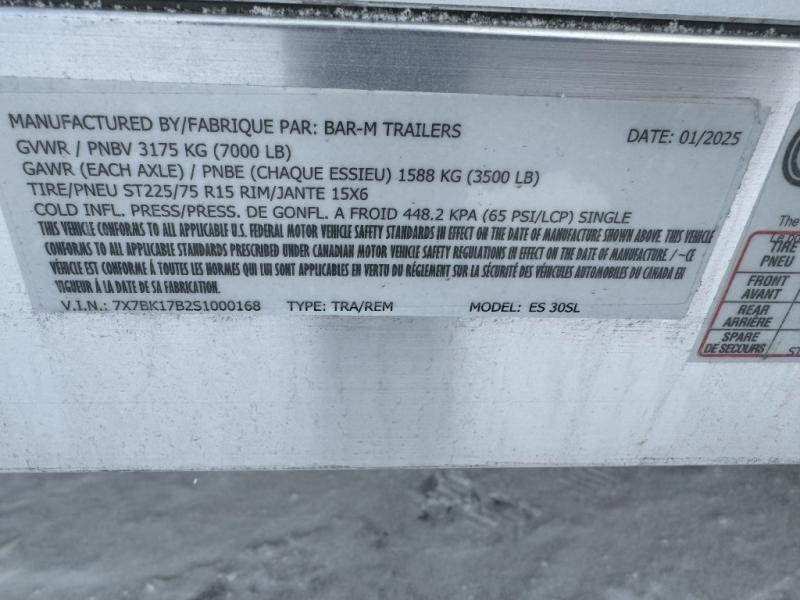 MANUFACTURED BY/FABRIQUE PAR: BAR-M TRAILERS DATE: 01/2025
GVWR / PNBV 3175 KG (7000 LB)
GAWR (EACH AXLE) / PNBE (CHAQUE ESSIEU) 1588 KG (3500 LB)
TIRE/PNEU ST225/75 R15 RIM/JANTE 15X6
COLD INFL. PRESS/PRESS. DE GONFL. A FROID 448.2 KPA (65 PSI/LCP) SINGLE
THIS VEHICLE CONFORMS TO ALL APPLICABLE U.S. FEDERAL MOTOR VEHICLE SAFETY STANDARDS IN EFFECT ON THE DATE OF MANUFACTURE SHOWN ABOVE. THIS VEHICLE
CONFORMS TO ALL APPLICABLE STANDARDS PRESCRIBED UNDER CANADIAN MOTOR VEHICLE SAFETY REGULATIONS IN EFFECT ON THE DATE OF MANUFACTURE / -CE
VÉHICLE EST CONFORME À TOUTES LES NORMES QUI LUI SONT APPLICABLES EN VERTU DU RÉGLEMENT SUR LA SÉCURITÉ DES VÉHICULES AUTOMOBILES DU CANADA EN
VIGUEUR À LA DATE DE SA FABRICATION.
V.I.N.: 7X7BK17B2S1000168 TYPE: TRA/REM MODEL: ES 30SL
The
TIRE
PNEU
FRONT
AVANT
REAR
ARRIÈRE
SPARE
DE SECOURS